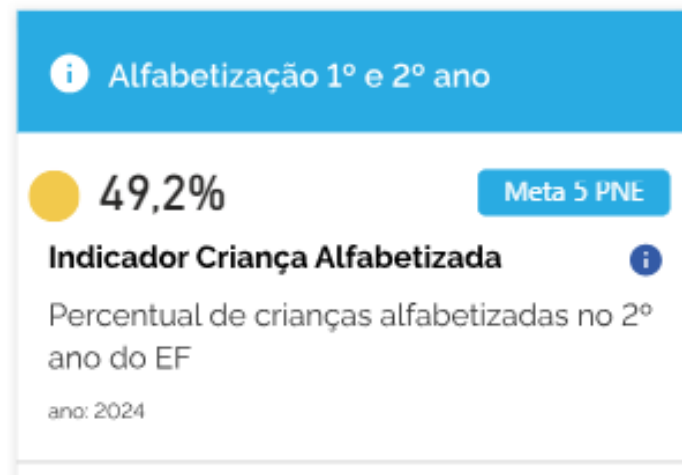 Alfabetização 1º e 2º ano
49,2%
Meta 5 PNE
Indicador Criança Alfabetizada
Percentual de crianças alfabetizadas no 2º
ano do EF
ano: 2024